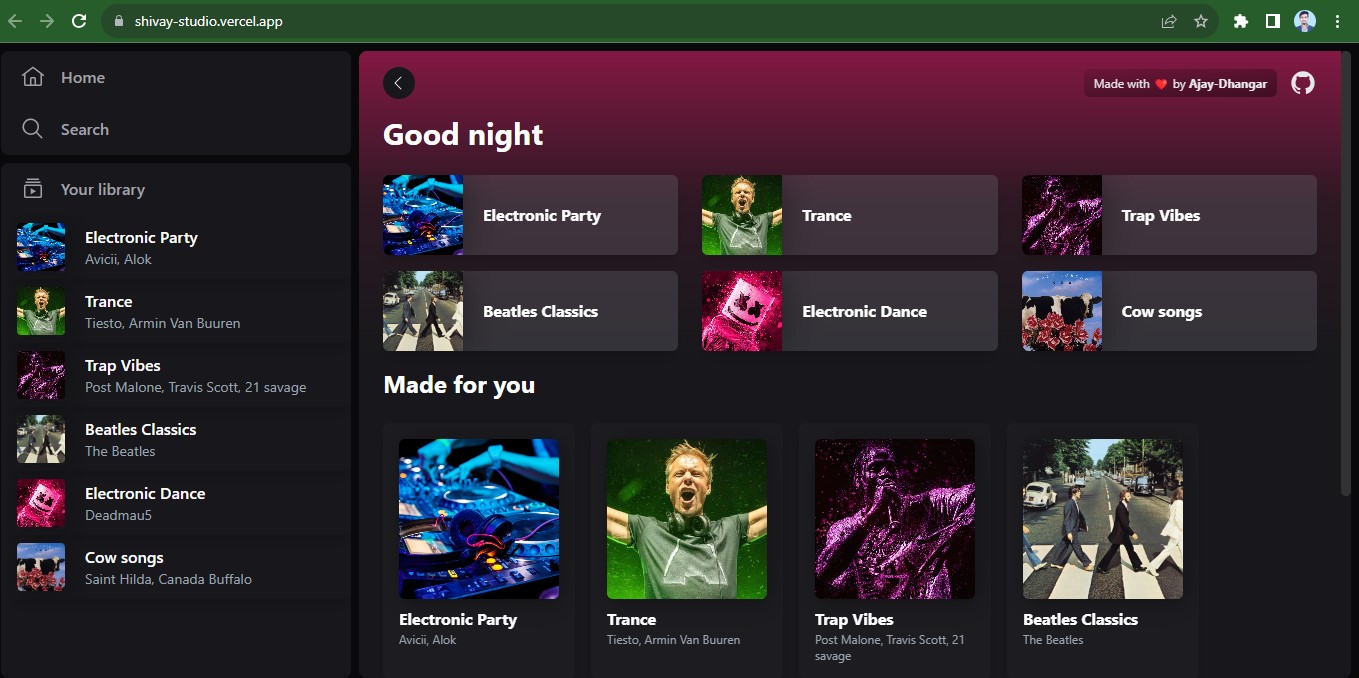 shivay-studio.vercel.app
Home
Search
Your library
Electronic Party
Avicii, Alok
Trance
Tiesto, Armin Van Buuren
Trap Vibes
Post Malone, Travis Scott, 21 savage
Beatles Classics
The Beatles
Electronic Dance
Deadmau5
Cow songs
Saint Hilda, Canada Buffalo
Made with ❤️ by Ajay-Dhangar
Good night
Electronic Party
Trance
Trap Vibes
Beatles Classics
Electronic Dance
Cow songs
Made for you
Electronic Party
Avicii, Alok
Trance
Tiesto, Armin Van Buuren
Trap Vibes
Post Malone, Travis Scott, 21
savage
Beatles Classics
The Beatles